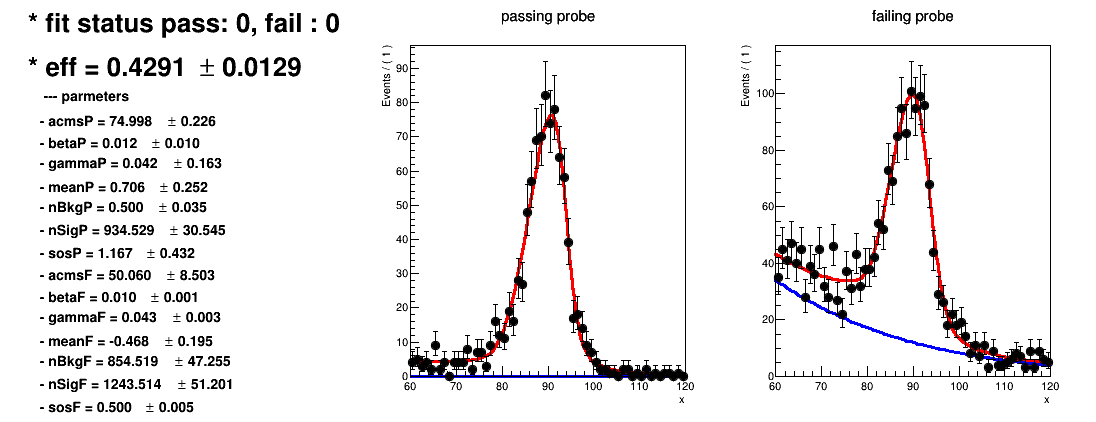 * fit status pass: 0, fail : 0
* eff = 0.4291 ± 0.0129
--- parmeters
- acmsP = 74.998 ± 0.226
- betaP = 0.012 ± 0.010
- gammaP = 0.042 ± 0.163
- meanP = 0.706 ± 0.252
- nBkgP = 0.500 ± 0.035
- nSigP = 934.529 ± 30.545
- sosP = 1.167 ± 0.432
- acmsF = 50.060 ± 8.503
- betaF = 0.010 ± 0.001
- gammaF = 0.043 ± 0.003
- meanF = -0.468 ± 0.195
- nBkgF = 854.519 ± 47.255
- nSigF = 1243.514 ± 51.201
- sosF = 0.500 ± 0.005
passing probe
Events / ( 1 )
90
80
70
60
50
40
30
20
10
0
60 70 80 90 100 110 120
x
failing probe
Events / ( 1 )
100
80
60
40
20
0
60 70 80 90 100 110 120
x